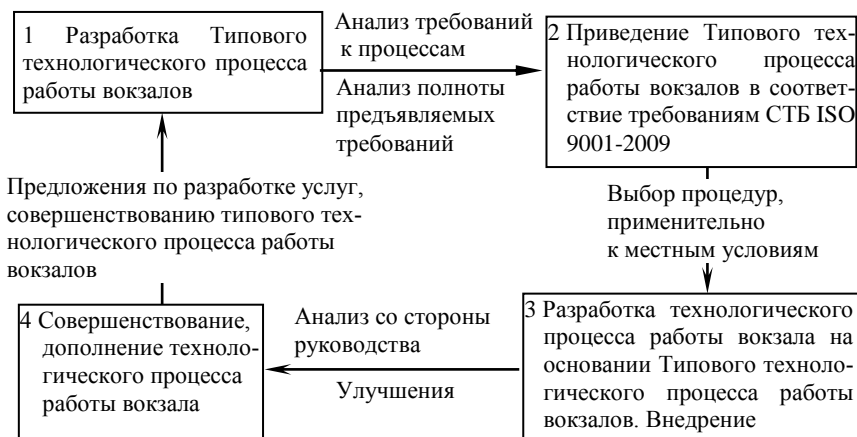 1 Разработка Типового
технологического процесса
работы вокзалов
Анализ требований
к процессам
Анализ полноты
предъявляемых
требований
2 Приведение Типового тех-
нологического процесса
работы вокзалов в соответ-
ствие требованиям СТБ ISO
9001-2009
Выбор процедур,
применительно
к местным условиям
3 Разработка технологического
процесса работы вокзала на
основании Типового техноло-
гического процесса работы
вокзалов. Внедрение
Анализ со стороны
руководства
Улучшения
4 Совершенствование,
дополнение техноло-
гического процесса
работы вокзала
Предложения по разработке услуг,
совершенствованию типового тех-
нологического процесса работы
вокзалов